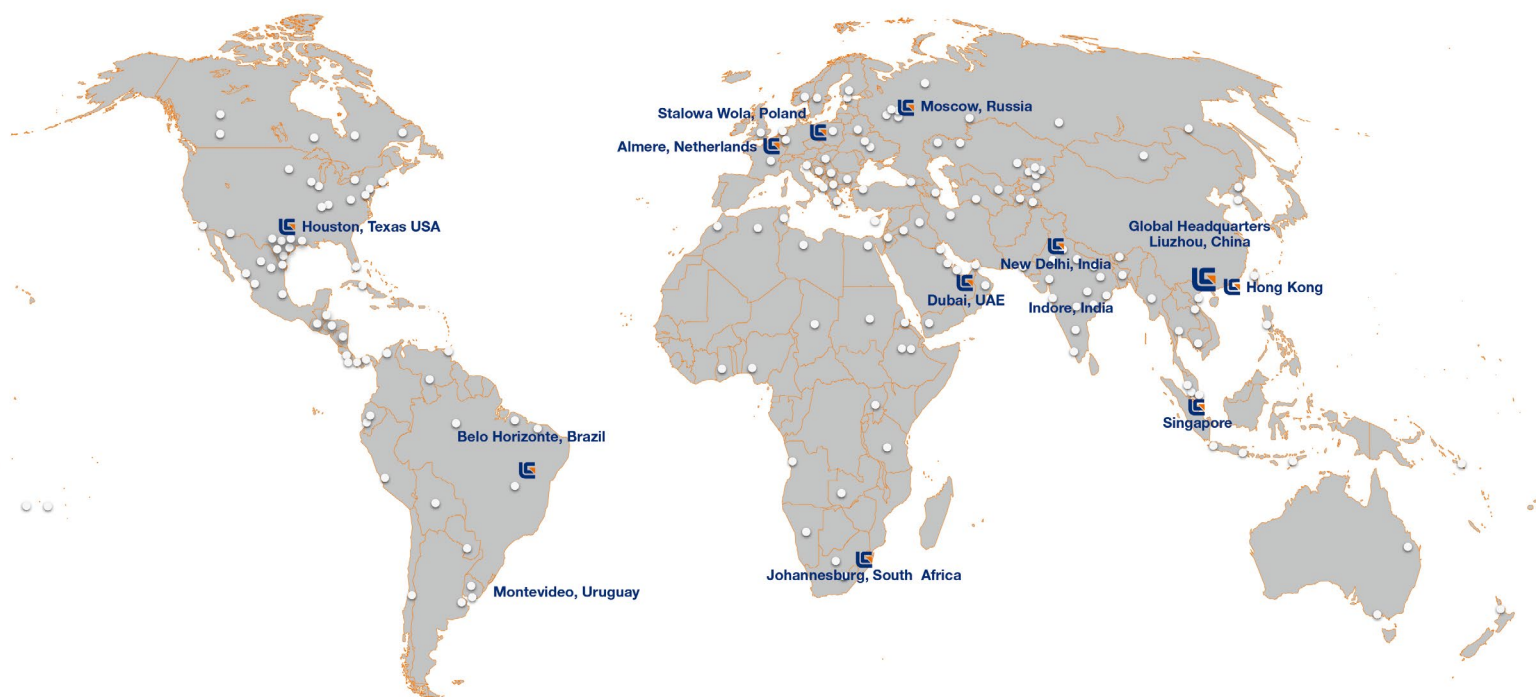 Stalowa Wola, Poland
Moscow, Russia
Almere, Netherlands
Houston, Texas USA
Global Headquarters
Liuzhou, China
New Delhi, India
Hong Kong
Dubai, UAE
Indore, India
Singapore
Belo Horizonte, Brazil
Johannesburg, South Africa
Montevideo, Uruguay